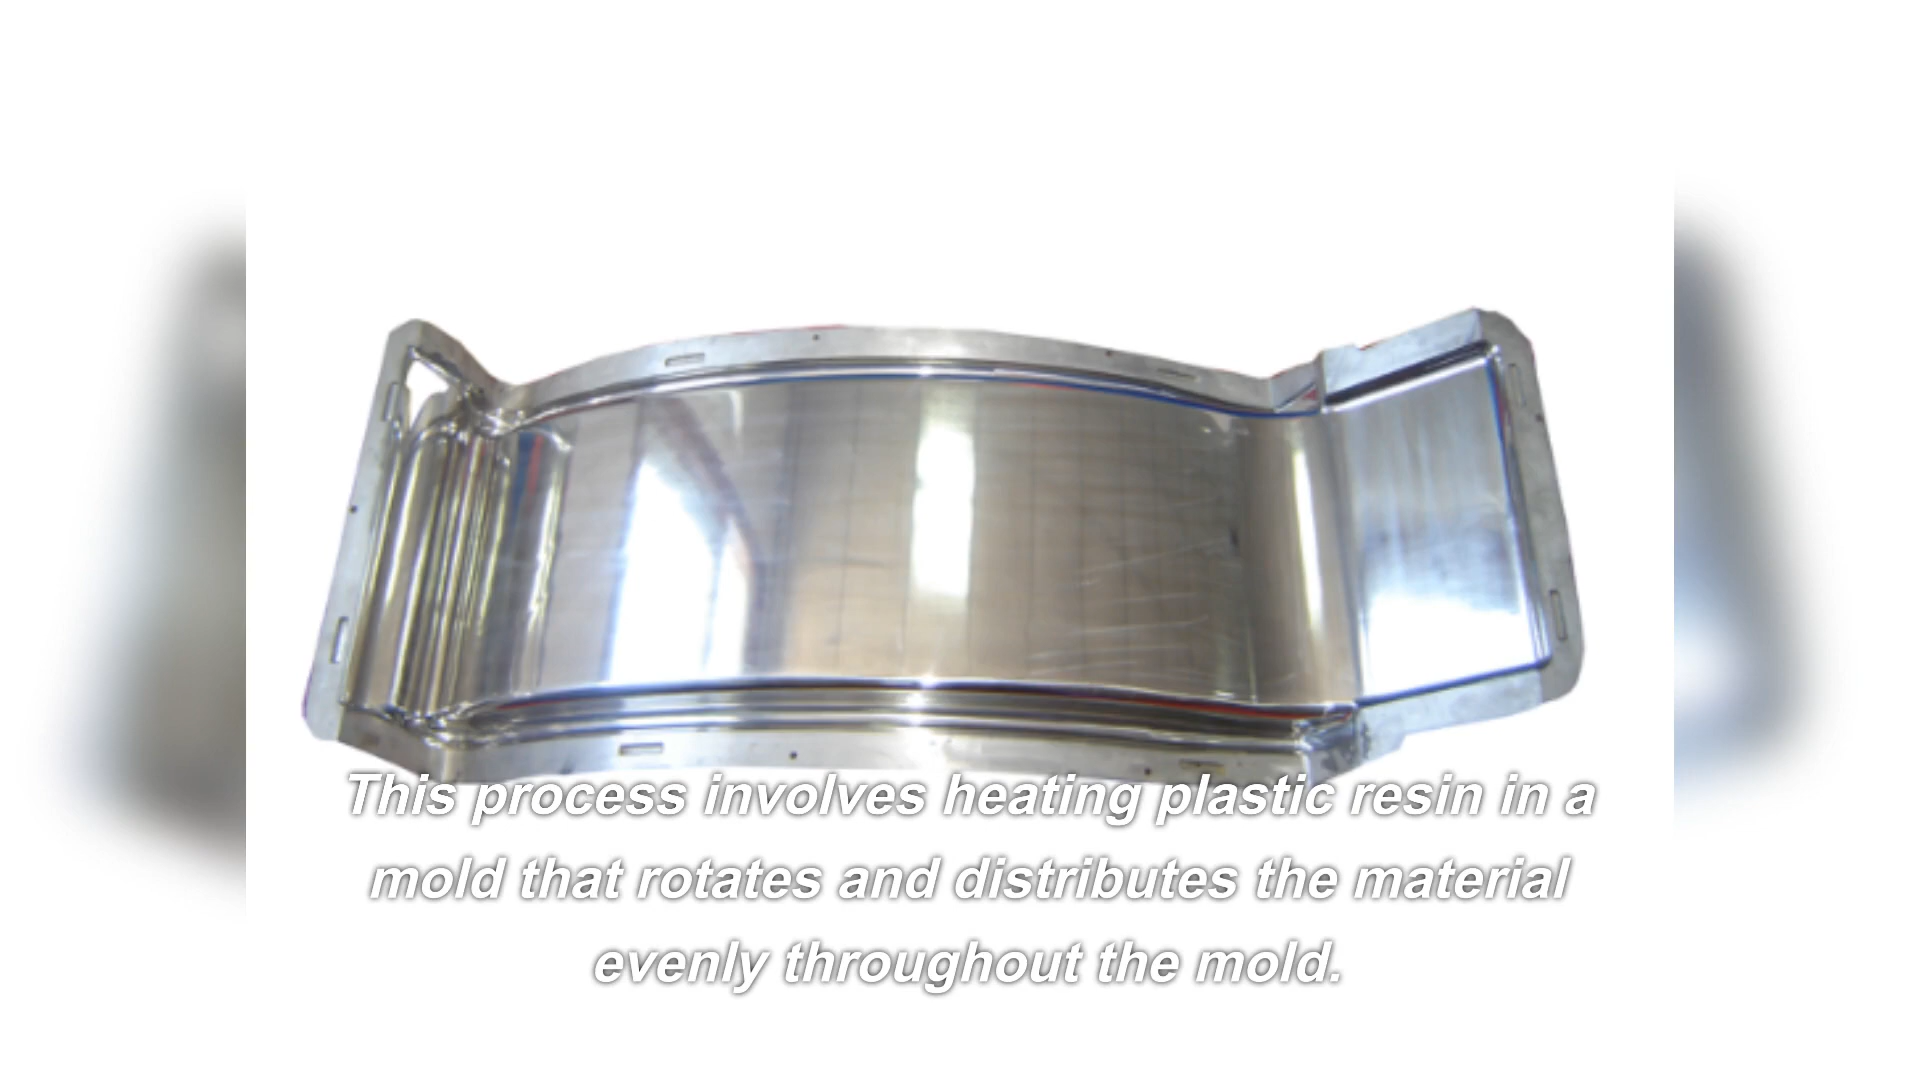 This process involves heating plastic resin in a
mold that rotates and distributes the material
evenly throughout the mold.